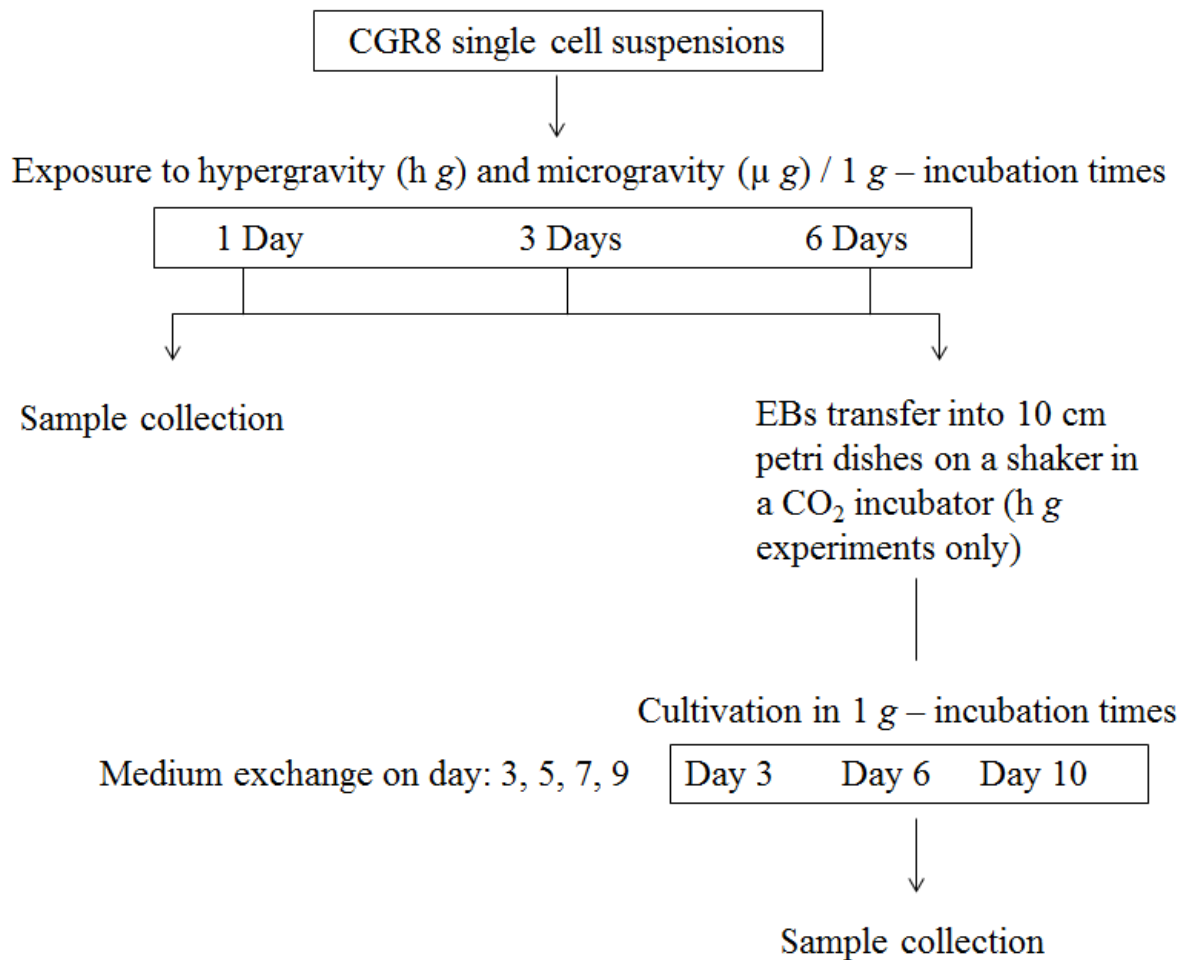 CGR8 single cell suspensions
Exposure to hypergravity (h g) and microgravity (μ g) / 1 g – incubation times
1 Day 3 Days 6 Days
Sample collection
EBs transfer into 10 cm
petri dishes on a shaker in
a CO₂ incubator (h g
experiments only)
Cultivation in 1 g – incubation times
Medium exchange on day: 3, 5, 7, 9 Day 3 Day 6 Day 10
Sample collection